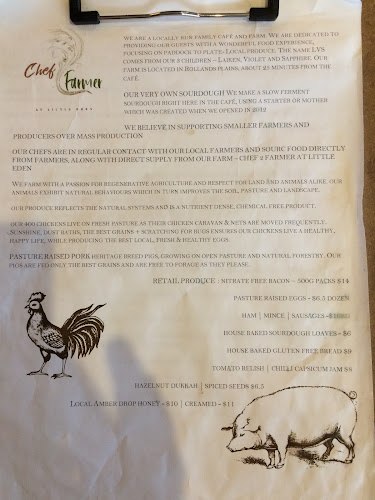 Chef 2 Farmer
AT LITTLE EDEN
WE ARE A LOCALLY RUN FAMILY CAFÉ AND FARM. WE ARE DEDICATED TO
PROVIDING OUR GUESTS WITH A WONDERFUL FOOD EXPERIENCE,
FOCUSING ON PADDOCK TO PLATE- LOCAL PRODUCE. THE NAME LVS
COMES FROM OUR 3 CHILDREN – LAIKEN, VIOLET AND SAPPHIRE. OUR
FARM IS LOCATED IN ROLLANDS PLAINS, ABOUT 25 MINUTES FROM THE
CAFÉ.
OUR VERY OWN SOURDOUGH WE MAKE A SLOW FERMENT
SOURDOUGH RIGHT HERE IN THE CAFÉ, USING A STARTER OR MOTHER
WHICH WAS CREATED WHEN WE OPENED IN 2012
WE BELIEVE IN SUPPORTING SMALLER FARMERS AND
PRODUCERS OVER MASS PRODUCTION
OUR CHEFS ARE IN REGULAR CONTACT WITH OUR LOCAL FARMERS AND SOURC FOOD DIRECTLY
FROM FARMERS, ALONG WITH DIRECT SUPPLY FROM OUR FARM – CHEF 2 FARMER AT LITTLE
EDEN
WE FARM WITH A PASSION FOR REGENERATIVE AGRICULTURE AND RESPECT FOR LAND AND ANIMALS ALIKE. OUR
ANIMALS EXHIBIT NATURAL BEHAVIOURS WHICH IN TURN IMPROVES THE SOIL, PASTURE AND LANDSCAPE.
OUR PRODUCE REFLECTS THE NATURAL SYSTEMS AND IS A NUTRIENT DENSE, CHEMICAL FREE PRODUCT.
OUR 400 CHICKENS LIVE ON FRESH PASTURE AS THEIR CHICKEN CARAVAN & NETS ARE MOVED FREQUENTLY.
SUNSHINE, DUST BATHS, THE BEST GRAINS + SCRATCHING FOR BUGS ENSURES OUR CHICKENS LIVE A HEALTHY,
HAPPY LIFE, WHILE PRODUCING THE BEST LOCAL, FRESH & HEALTHY EGGS.
PASTURE RAISED PORK HERITAGE BREED PIGS, GROWING ON OPEN PASTURE AND NATURAL FORESTRY. OUR
PIGS ARE FED ONLY THE BEST GRAINS AND ARE FREE TO FORAGE AS THEY PLEASE.
RETAIL PRODUCE : NITRATE FREE BACON – 500G PACKS $14
PASTURE RAISED EGGS - $6.5 DOZEN
HAM | MINCE | SAUSAGES
HOUSE BAKED SOURDOUGH LOAVES – $6
HOUSE BAKED GLUTEN FREE BREAD $9
TOMATO RELISH | CHILLI CAPSICUM JAM $8
HAZELNUT DUKKAH | SPICED SEEDS $6.5
LOCAL AMBER DROP HONEY – $10 | CREAMED – $11